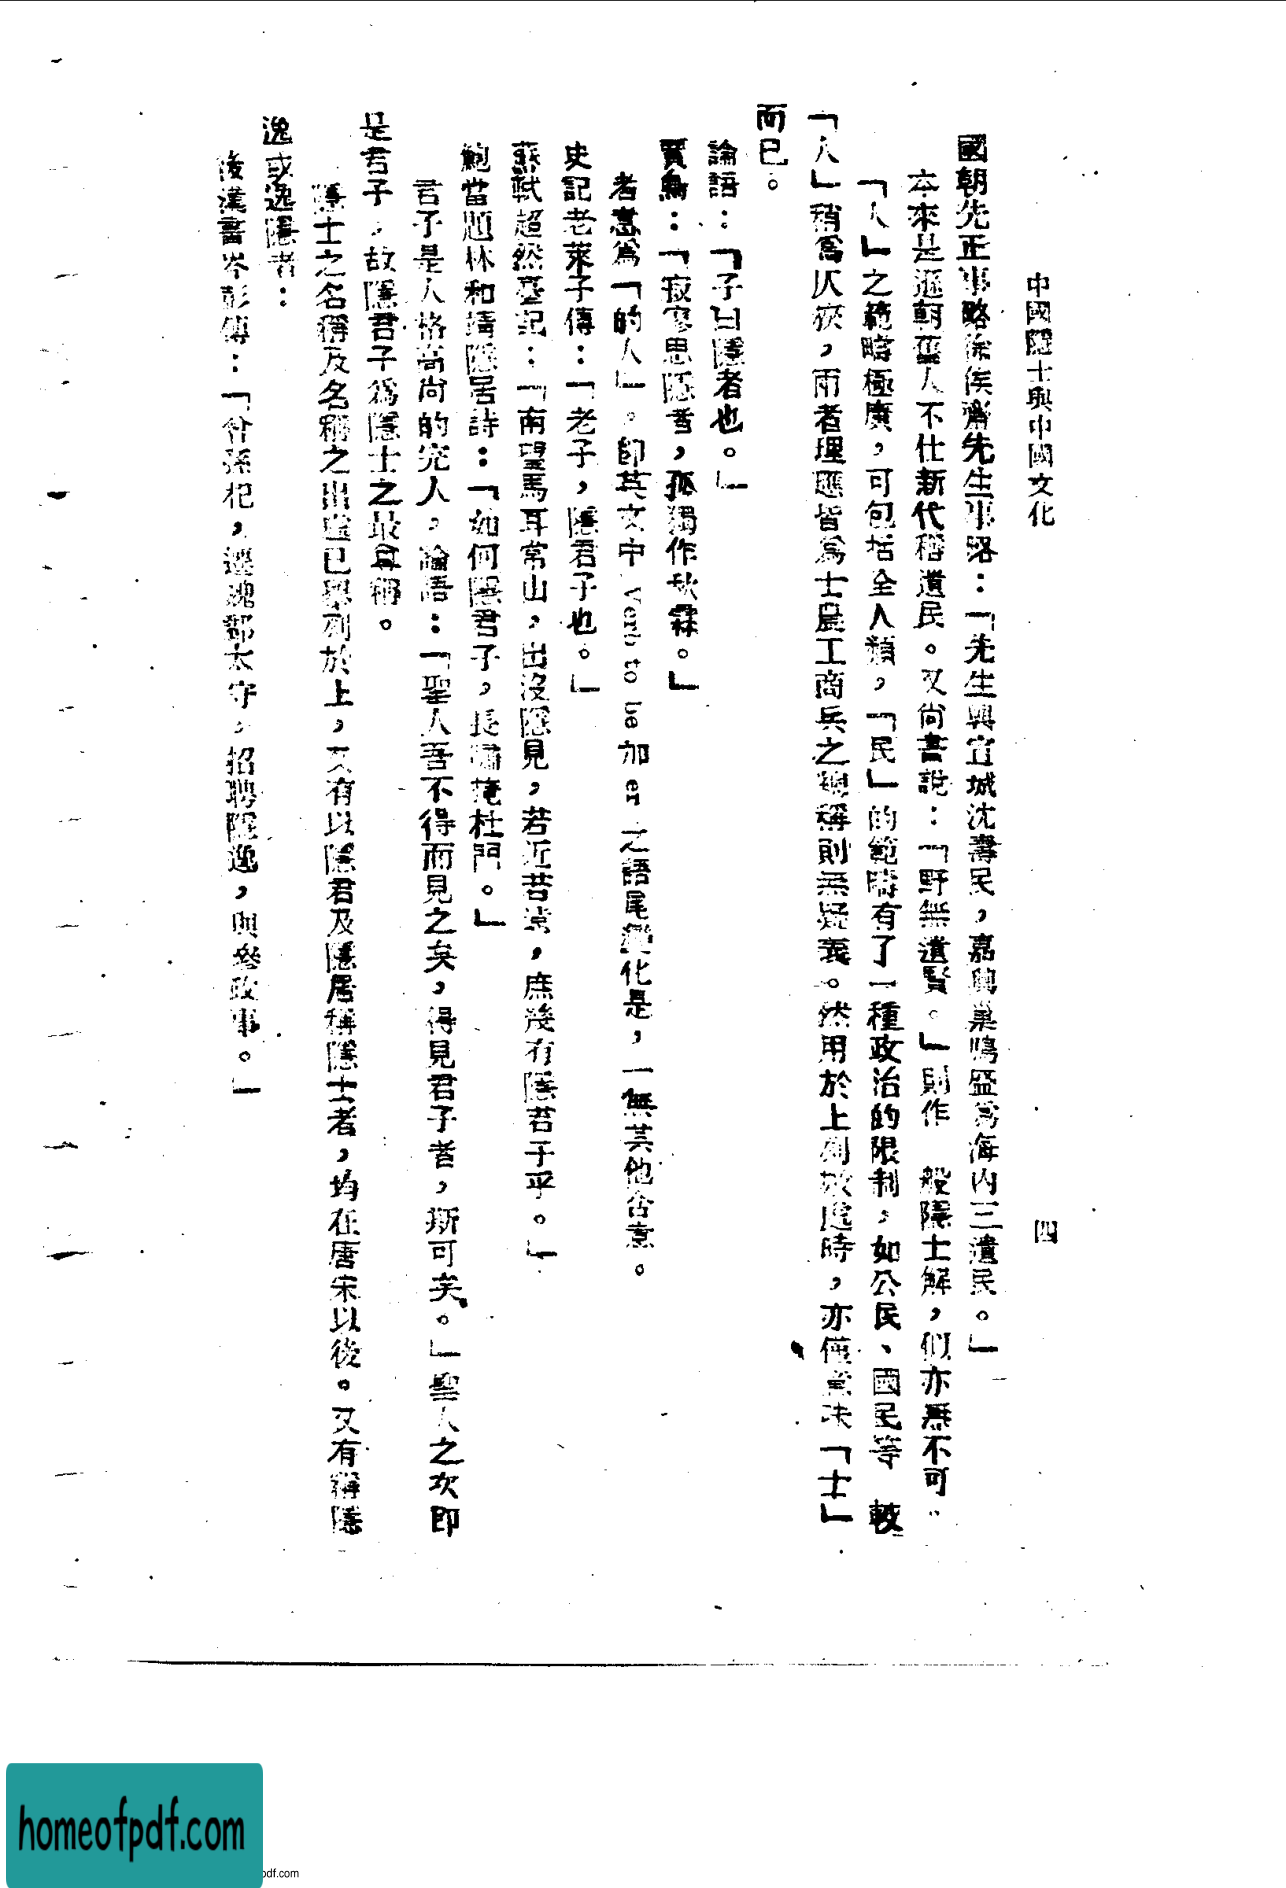 中國隱士與中國文化
四
國朝先正事略徐俟齋先生事略：「先生與宣城沈壽民，嘉興巢鳴盛爲海內三遺民。」
本來是遜朝舊人不仕新代稱遺民。又尚書說：「野無遺賢。」則作 般隱士解，似亦無不可。
「人」之範疇極廣，可包括全人類，「民」的範疇有了一種政治的限制，如公民、國民等 較
「人」稍爲仄狹，兩者理應皆爲士農工商兵之總稱則無疑義。然用於上列 處時，亦僅 「士」
而已。
論語：「子曰隱者也。」
賈島：「寂寥思隱者，孤獨作秋霖。」
者意爲「的人」。卽英文中 Verb to be 加 er 之語尾變化是，一無其他含意。
史記老萊子傳：「老子，隱君子也。」
蘇軾超然臺記：「南望馬耳常山，出沒隱見，若近若遠，庶幾有隱君子乎。」
鮑當題林和靖隱居詩：「如何隱君子，長嘯掩杜門。」
君子是人格高尚的完人，論語：「聖人吾不得而見之矣，得見君子者，斯可矣。」聖人之次即
是君子，故隱君子爲隱士之最尊稱。
隱士之名稱及名稱之出處已舉列於上，又有以隱君及隱居稱隱士者，均在唐宋以後。又有稱隱
逸或逸隱者：
後漢書岑彭傳：「曾孫杞，遷魏郡太守，招聘隱逸，與參政事。」
homeofpdf.com
pdf.com